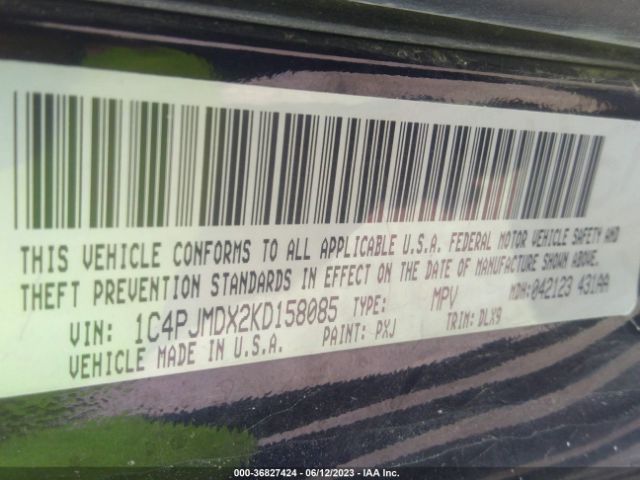 THIS VEHICLE CONFORMS TO ALL APPLICABLE U.S.A. FEDERAL MOTOR VEHICLE SAFETY AND
THEFT PREVENTION STANDARDS IN EFFECT ON THE DATE OF MANUFACTURE SHOWN ABOVE.
VIN: 1C4PJMDX2KD158085 TYPE: MPV MDH: 042123 431AA
VEHICLE MADE IN U.S.A. PAINT: PXJ TRIM: DLX9
000-36827424 - 06/12/2023 - IAA Inc.